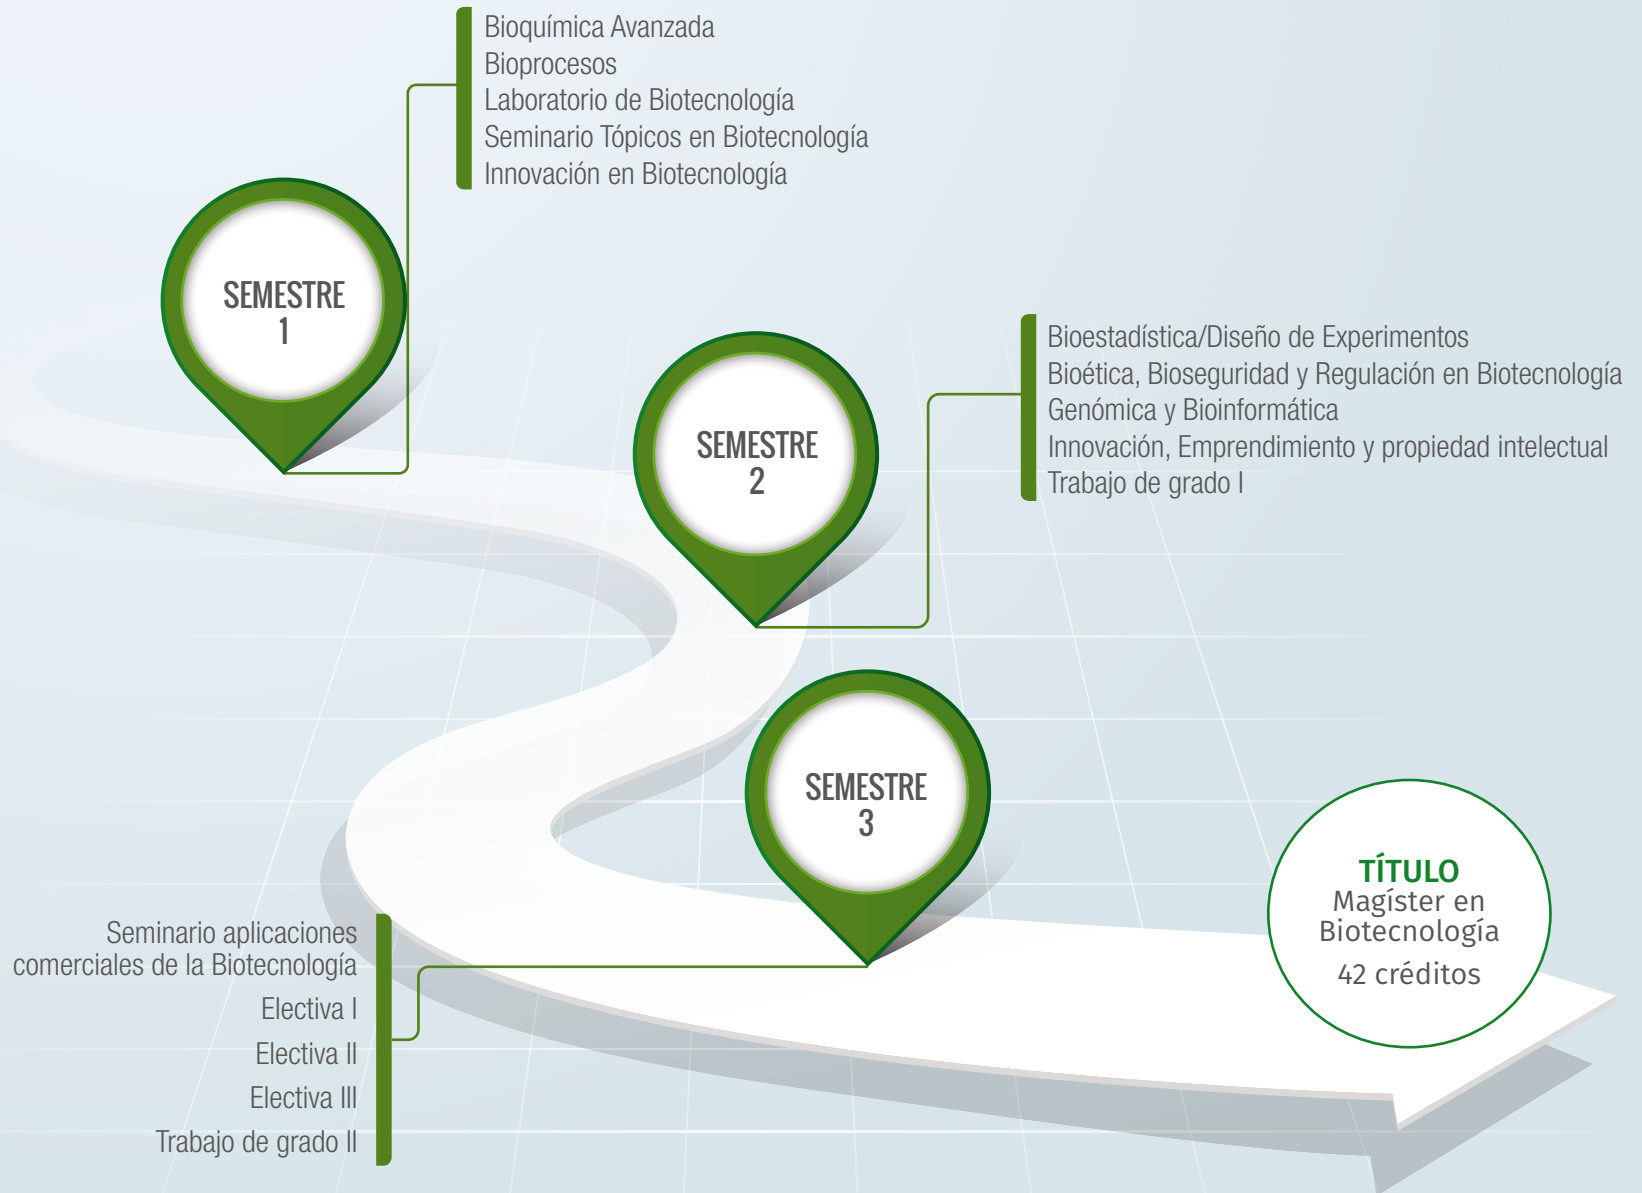 Bioquímica Avanzada
Bioprocesos
Laboratorio de Biotecnología
Seminario Tópicos en Biotecnología
Innovación en Biotecnología
SEMESTRE
1
Bioestadística/Diseño de Experimentos
Bioética, Bioseguridad y Regulación en Biotecnología
Genómica y Bioinformática
Innovación, Emprendimiento y propiedad intelectual
Trabajo de grado I
SEMESTRE
2
SEMESTRE
3
Seminario aplicaciones
comerciales de la Biotecnología
Electiva I
Electiva II
Electiva III
Trabajo de grado II
TÍTULO
Magíster en
Biotecnología
42 créditos